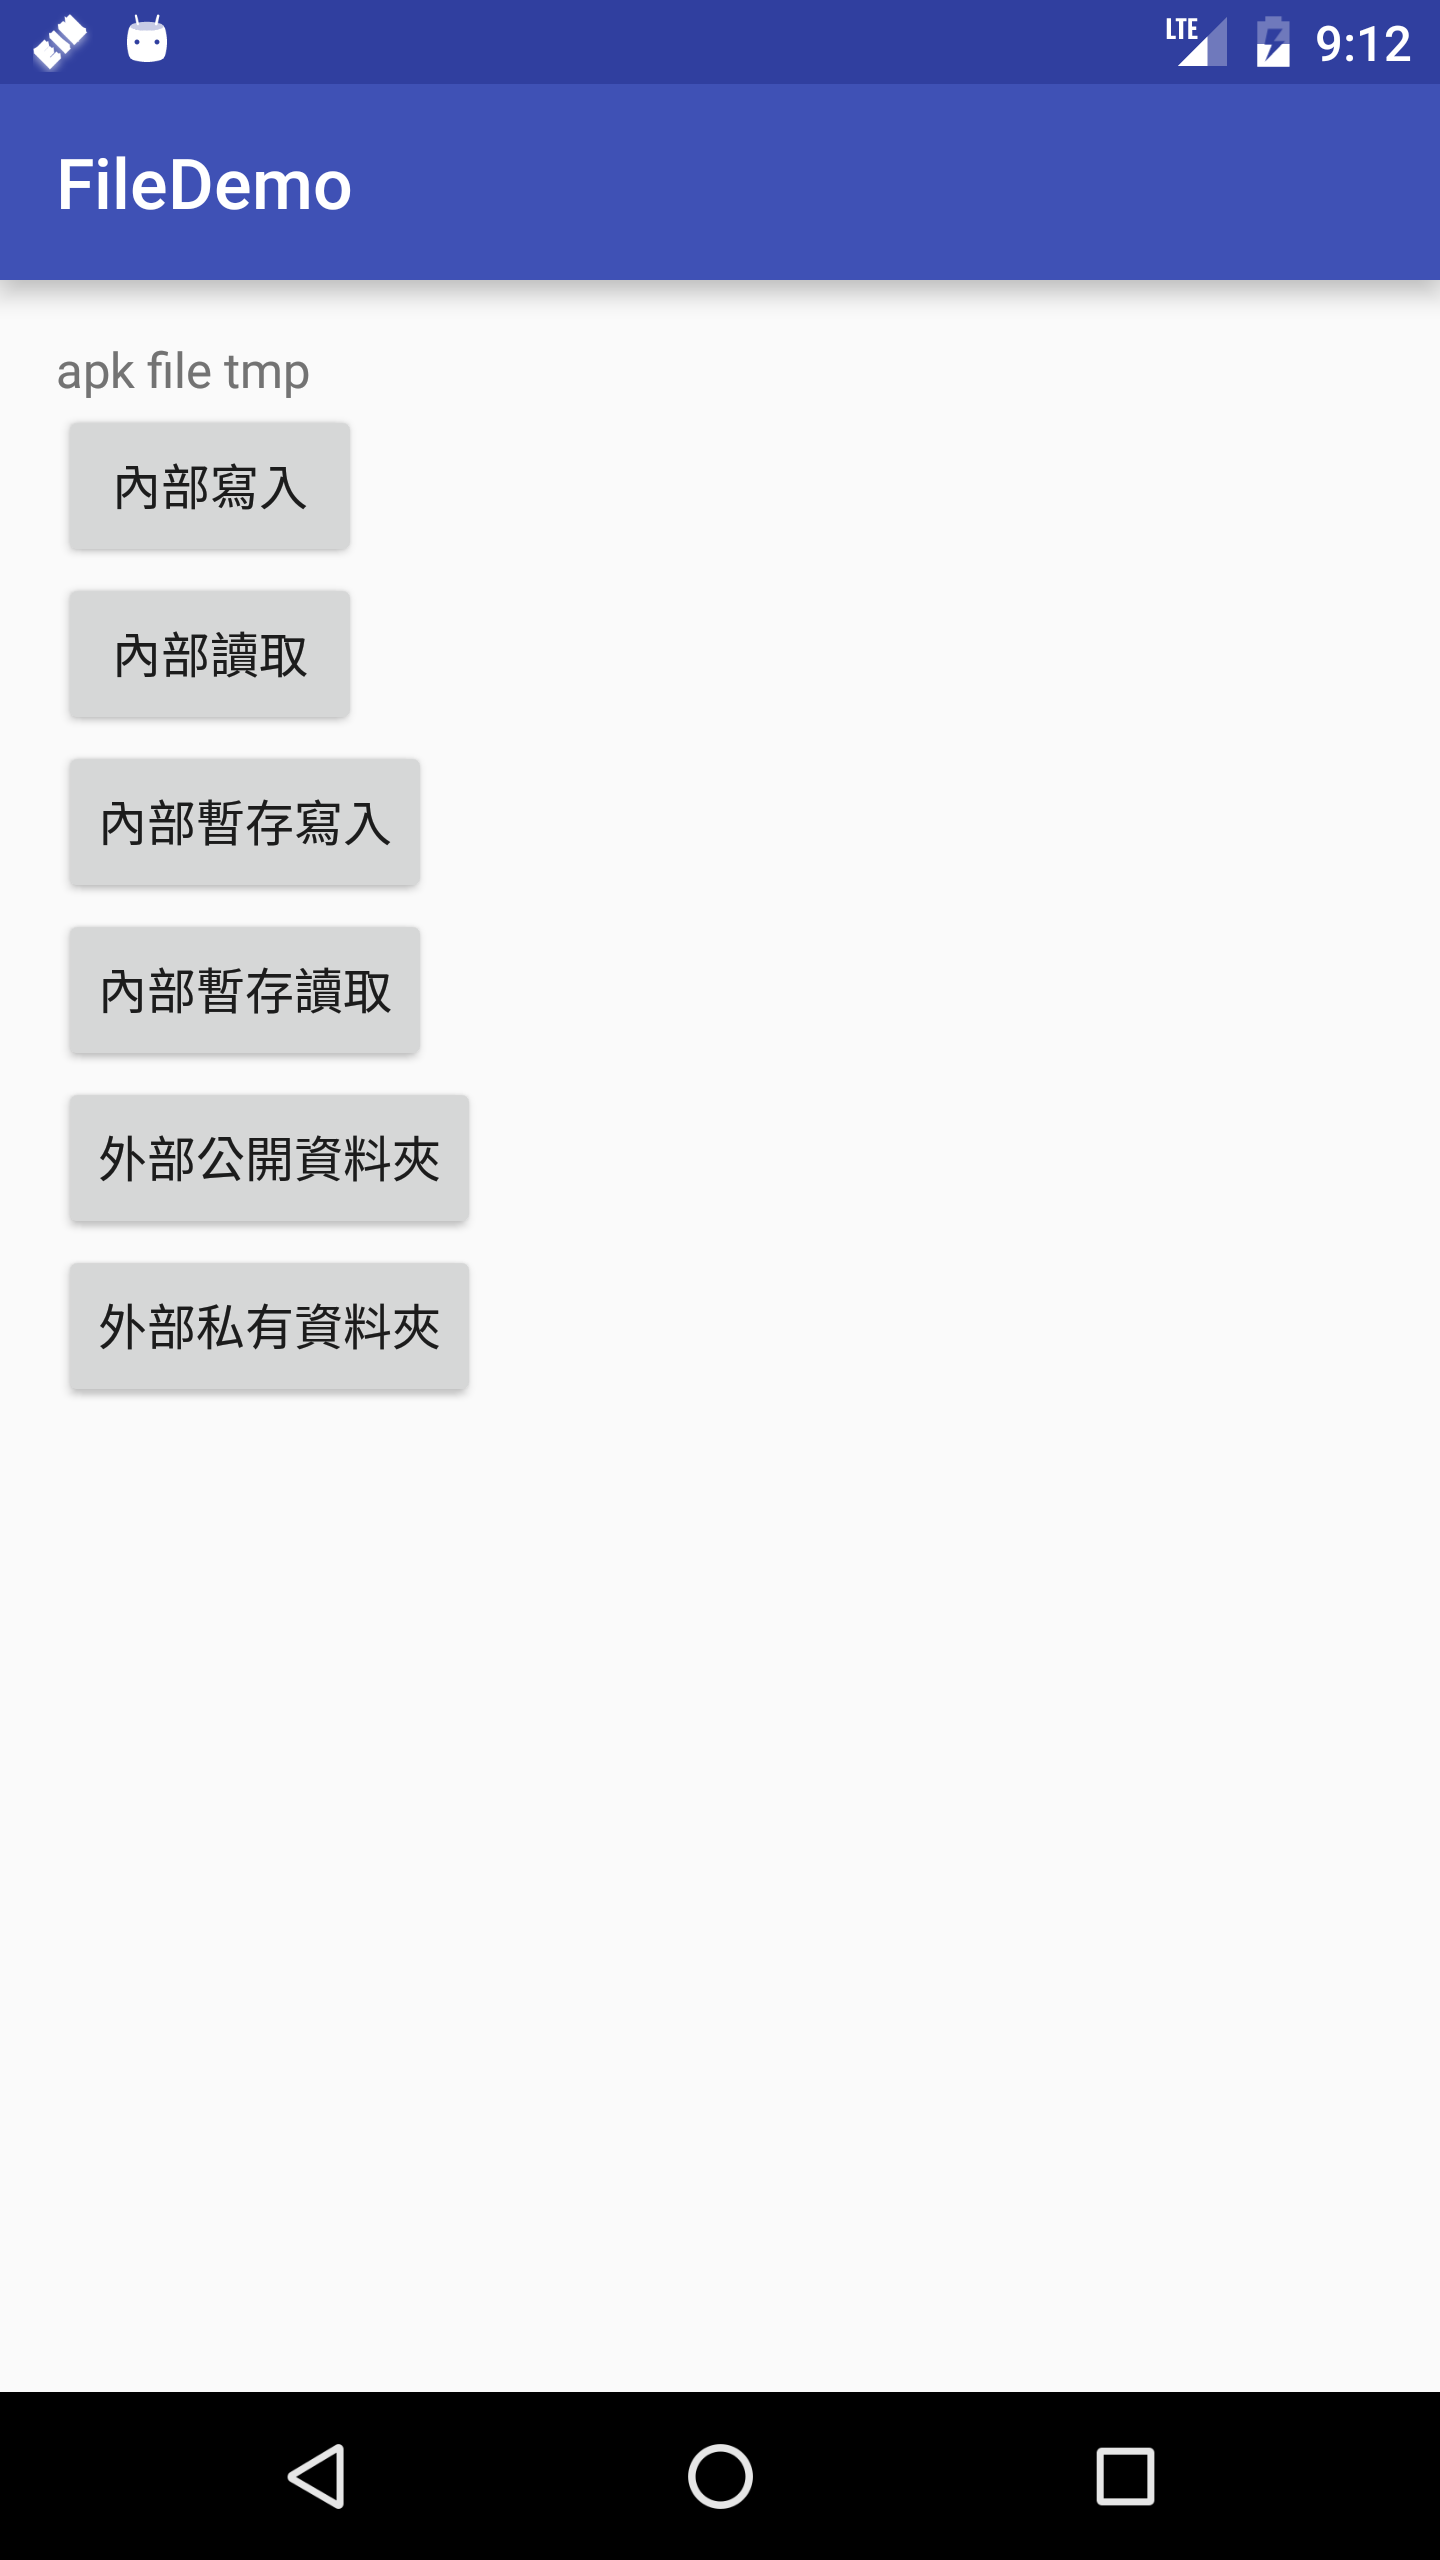 LTE 9:12
FileDemo
apk file tmp
內部寫入
內部讀取
內部暫存寫入
內部暫存讀取
外部公開資料夾
外部私有資料夾